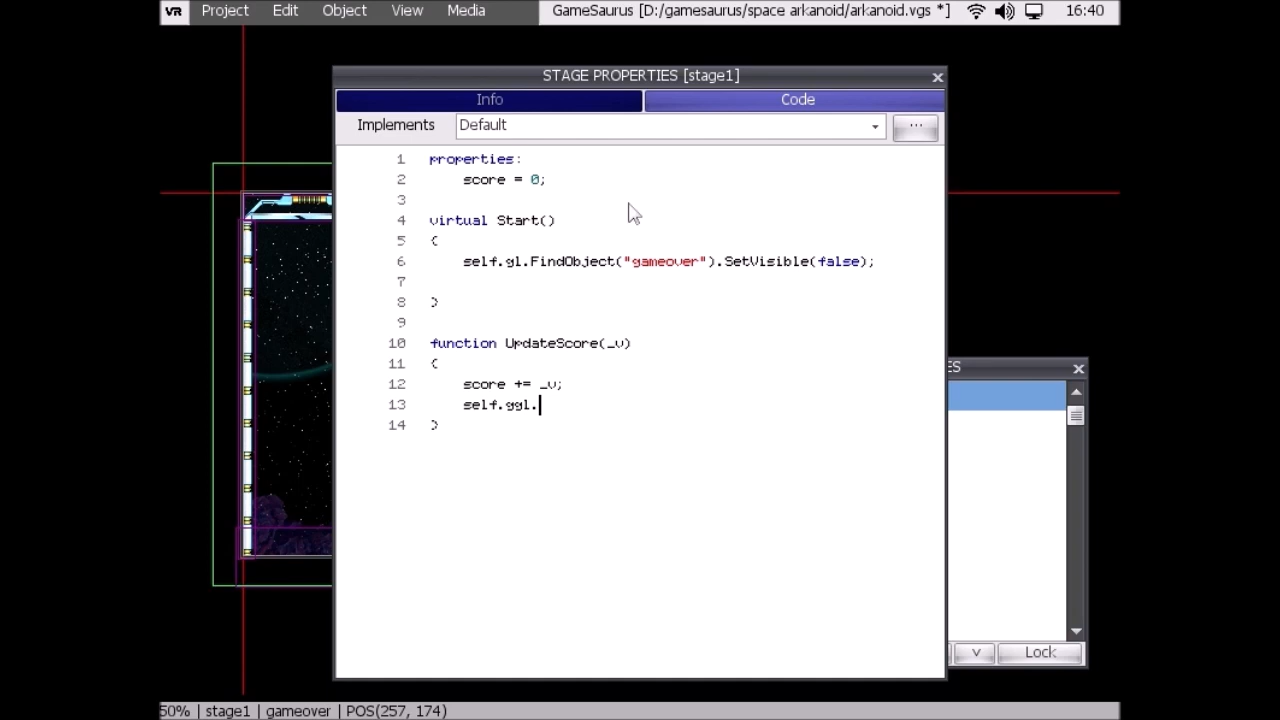 VR Project Edit Object View Media GameSaurus [D:/gamesaurus/space arkanoid/arkanoid.vgs *] 16:40
STAGE PROPERTIES [stage1]
Info Code
Implements Default ...
1 properties:
2 score = 0;
3
4 virtual Start()
5 {
6 self.gl.FindObject("gameover").SetVisible(false);
7
8 }
9
10 function UpdateScore(_v)
11 {
12 score += _v;
13 self.ggl.
14 }
ES
v Lock
50% | stage1 | gameover | POS(257, 174)